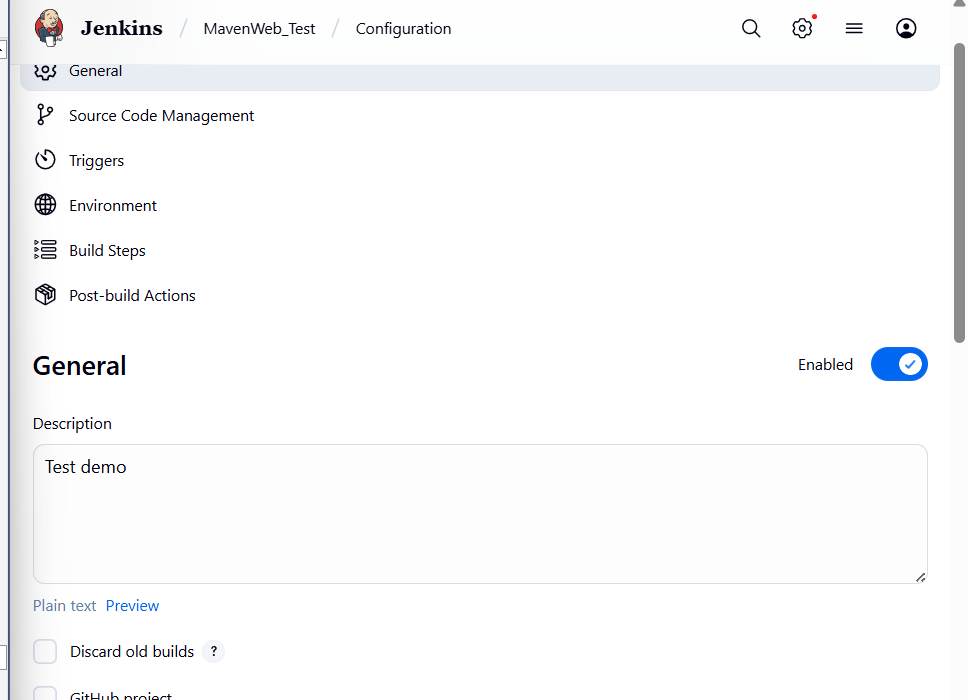 Jenkins / MavenWeb_Test / Configuration
General
Source Code Management
Triggers
Environment
Build Steps
Post-build Actions
General Enabled
Description
Test demo
Plain text Preview
Discard old builds ?
GitHub project